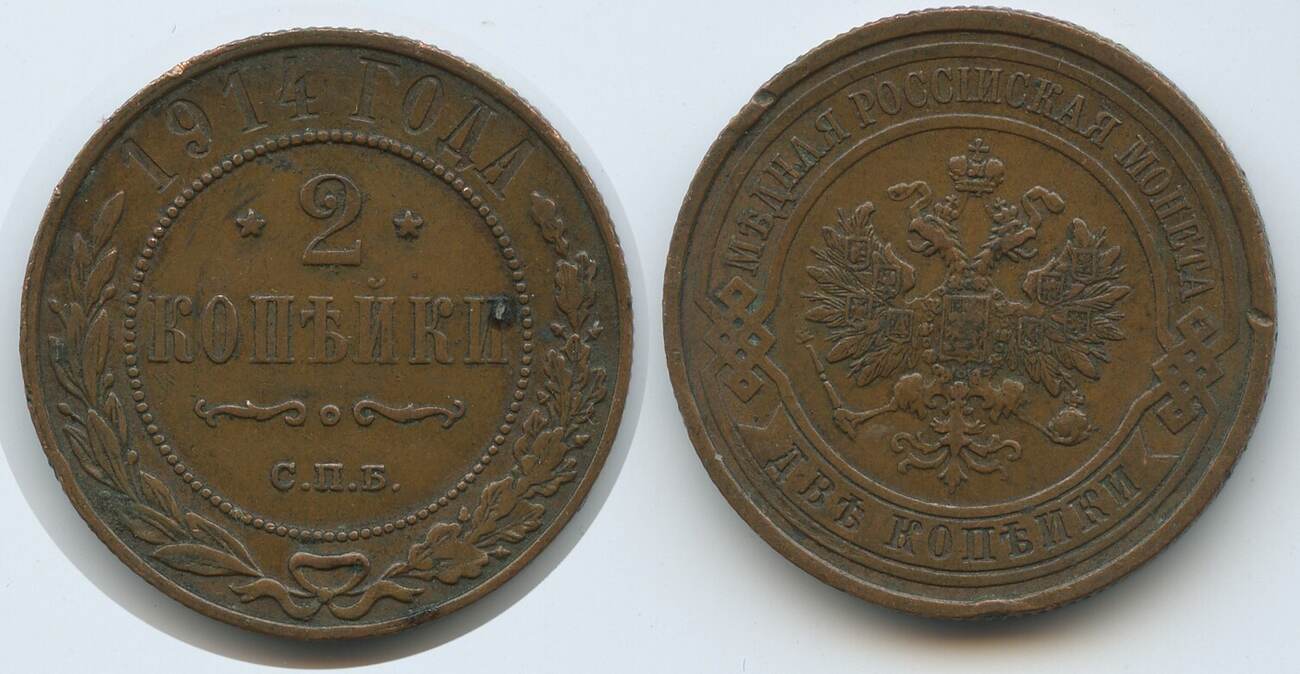 1914 ГОДА
2
КОПѢЙКИ
С.П.Б.
МѢДНАЯ РОССІЙСКАЯ МОНЕТА
ДВѢ КОПѢЙКИ